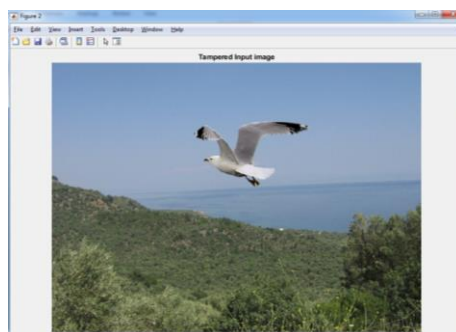 Figure 2
File Edit View Insert Tools Desktop Window Help
Tampered Input image